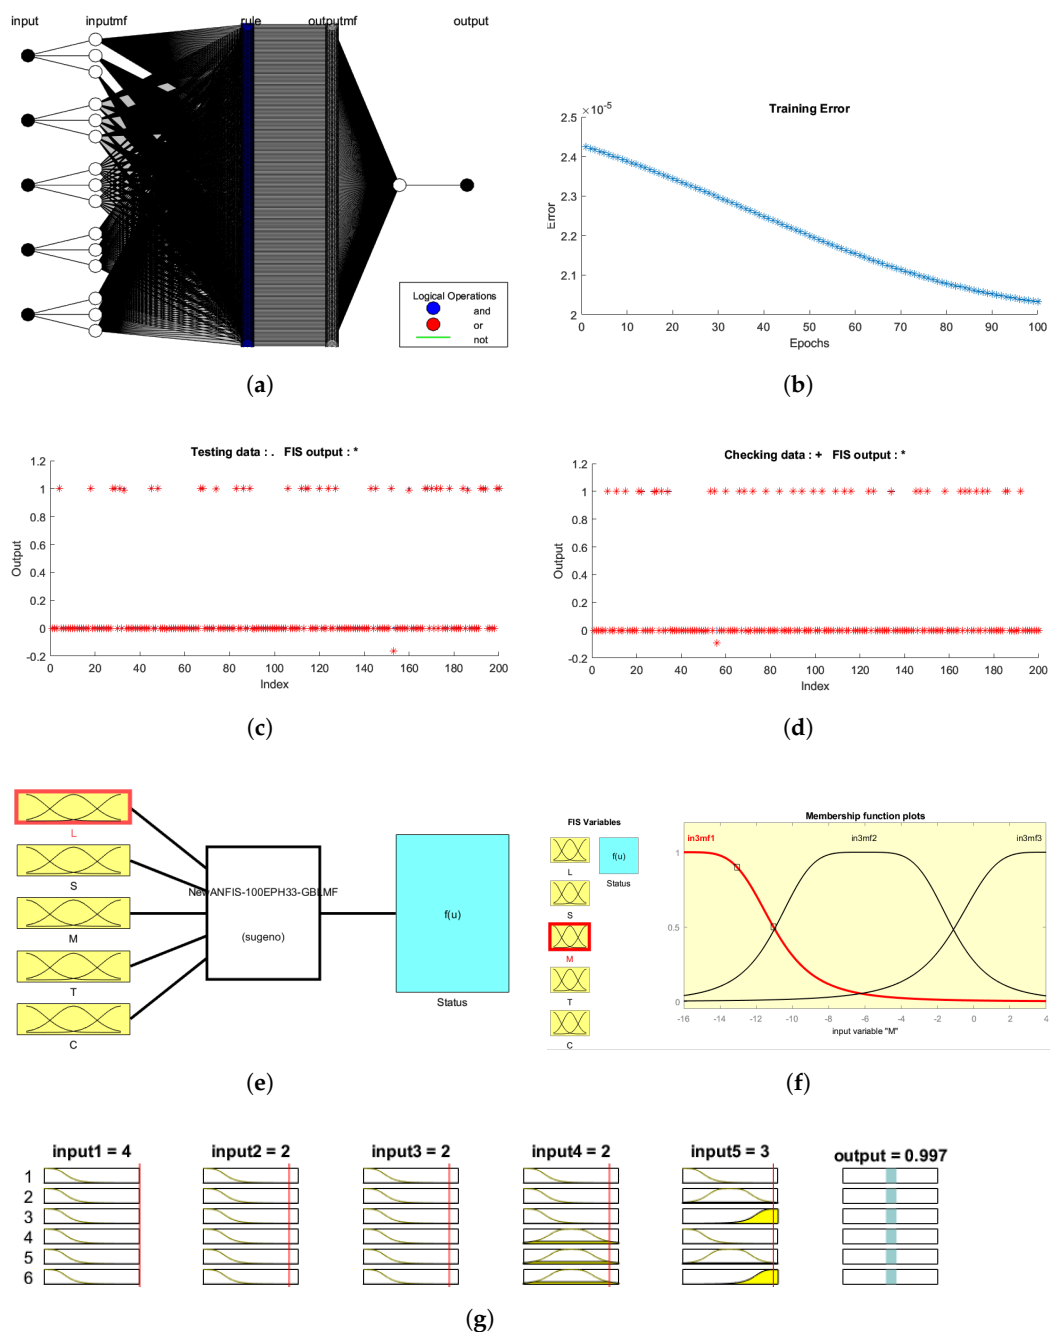 input inputmf rule outputmf output
Logical Operations
and
or
not
(a)
×10-5
Training Error
2.5
2.4
2.3
2.2
2.1
2
Error
0 10 20 30 40 50 60 70 80 90 100
Epochs
(b)
Testing data : . FIS output : *
1.2
1
0.8
0.6
0.4
0.2
0
-0.2
Output
0 20 40 60 80 100 120 140 160 180 200
Index
(c)
Checking data : + FIS output : *
1.2
1
0.8
0.6
0.4
0.2
0
-0.2
Output
0 20 40 60 80 100 120 140 160 180 200
Index
(d)
L
S
M
T
C
(sugeno)
f(u)
Status
(e)
FIS Variables
L
S
M
T
C
f(u)
Status
Membership function plots
in3mf1 in3mf2 in3mf3
1
0.5
0
-16 -14 -12 -10 -8 -6 -4 -2 0 2 4
input variable "M"
(f)
input1 = 4 input2 = 2 input3 = 2 input4 = 2 input5 = 3 output = 0.997
1
2
3
4
5
6
(g)